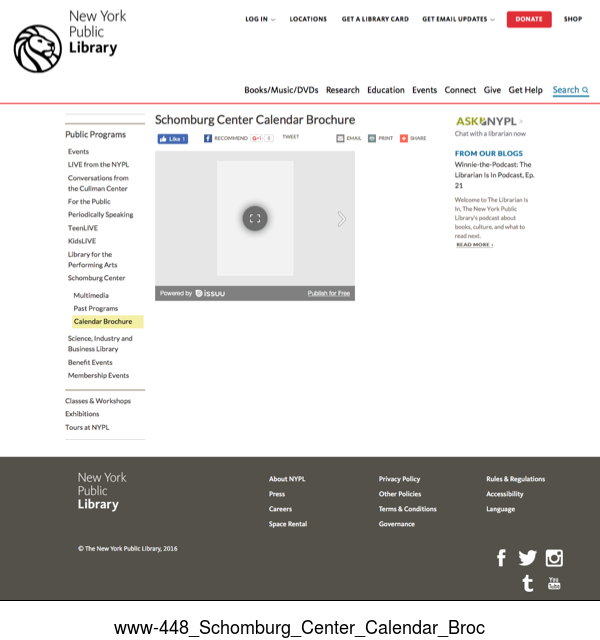 New York
Public
Library
LOG IN
LOCATIONS
GET A LIBRARY CARD
GET EMAIL UPDATES
DONATE
SHOP
Books/Music/DVDs Research Education Events Connect Give Get Help Search
Public Programs
Events
LIVE from the NYPL
Conversations from
the Cullman Center
For the Public
Periodically Speaking
TeenLIVE
KidsLIVE
Library for the
Performing Arts
Schomburg Center
Multimedia
Past Programs
Calendar Brochure
Science, Industry and
Business Library
Benefit Events
Membership Events
Classes & Workshops
Exhibitions
Tours at NYPL
Schomburg Center Calendar Brochure
Like 1
RECOMMEND
G+1 0
TWEET
EMAIL
PRINT
SHARE
Powered by issuu
Publish for Free
ASK NYPL >
Chat with a librarian now
FROM OUR BLOGS
Winnie-the-Podcast: The
Librarian Is In Podcast, Ep.
21
Welcome to The Librarian Is
In, The New York Public
Library's podcast about
books, culture, and what to
read next.
READ MORE ›
New York
Public
Library
About NYPL
Press
Careers
Space Rental
Privacy Policy
Other Policies
Terms & Conditions
Governance
Rules & Regulations
Accessibility
Language
© The New York Public Library, 2016
You
Tube
www-448_Schomburg_Center_Calendar_Broc